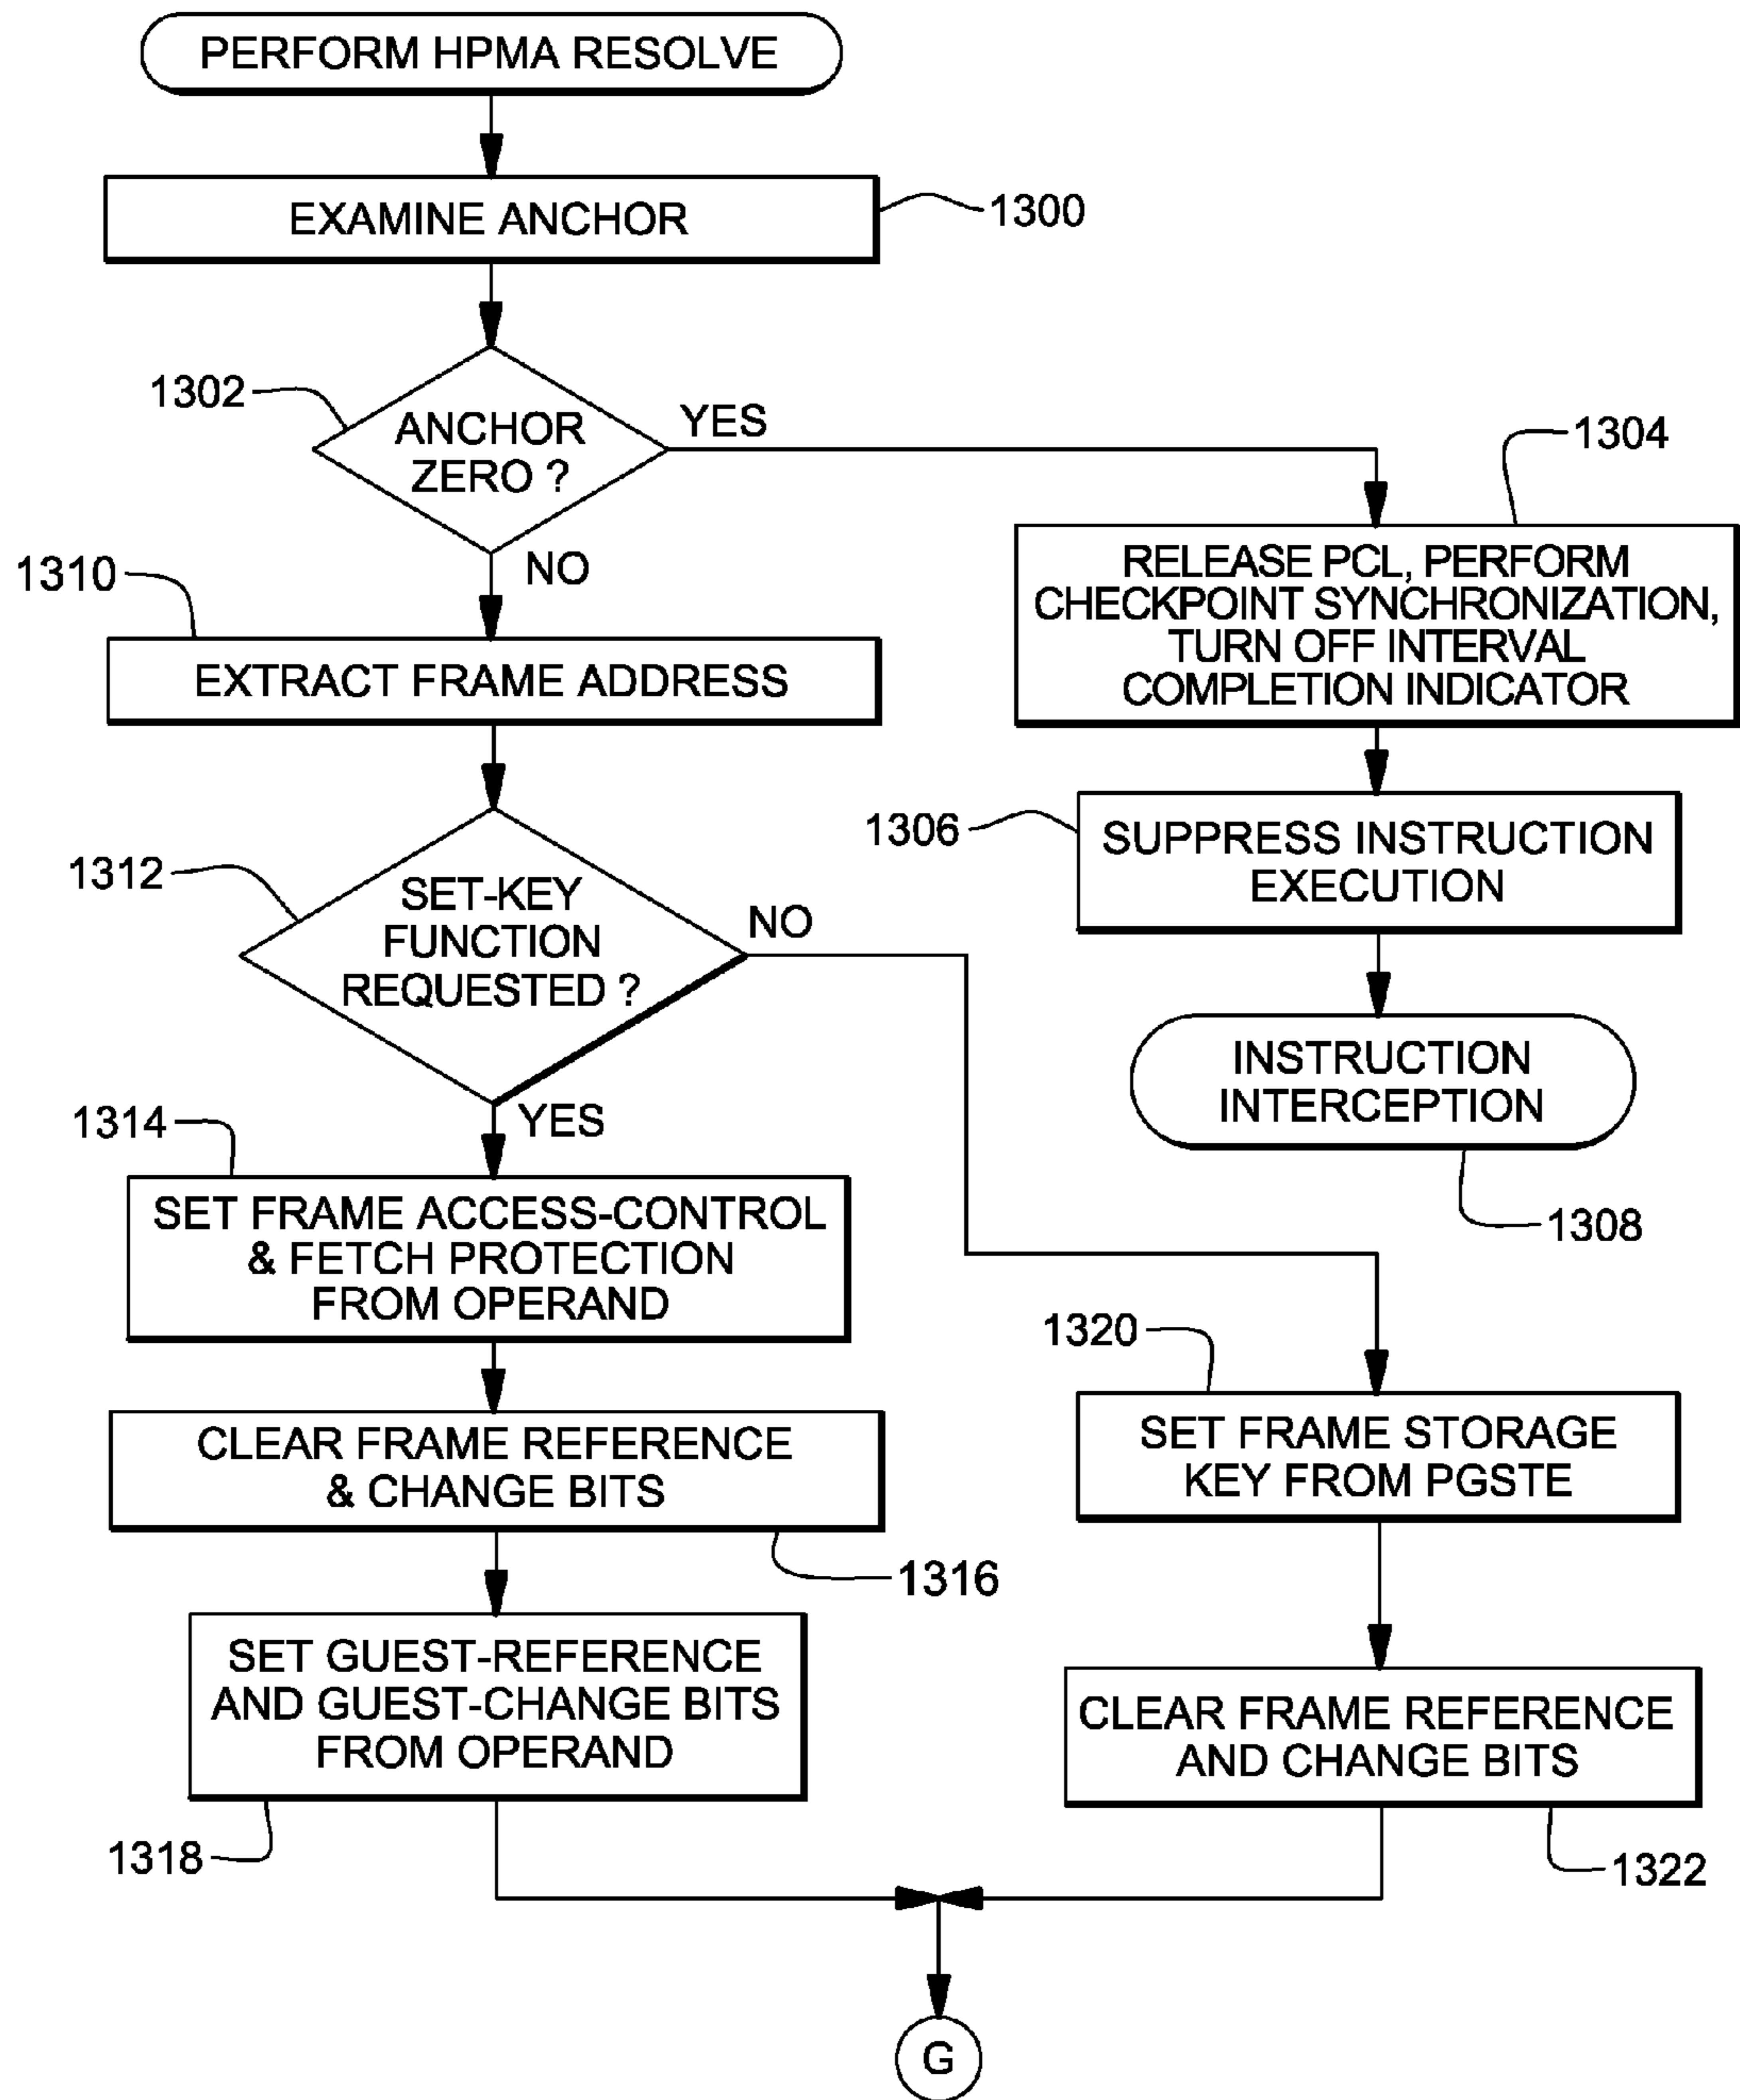 PERFORM HPMA RESOLVE
EXAMINE ANCHOR
1300
1302
ANCHOR
ZERO ?
YES
NO
1304
RELEASE PCL, PERFORM
CHECKPOINT SYNCHRONIZATION,
TURN OFF INTERVAL
COMPLETION INDICATOR
1306
SUPPRESS INSTRUCTION
EXECUTION
INSTRUCTION
INTERCEPTION
1308
1310
EXTRACT FRAME ADDRESS
1312
SET-KEY
FUNCTION
REQUESTED ?
NO
YES
1314
SET FRAME ACCESS-CONTROL
& FETCH PROTECTION
FROM OPERAND
CLEAR FRAME REFERENCE
& CHANGE BITS
1316
SET GUEST-REFERENCE
AND GUEST-CHANGE BITS
FROM OPERAND
1318
1320
SET FRAME STORAGE
KEY FROM PGSTE
CLEAR FRAME REFERENCE
AND CHANGE BITS
1322
G